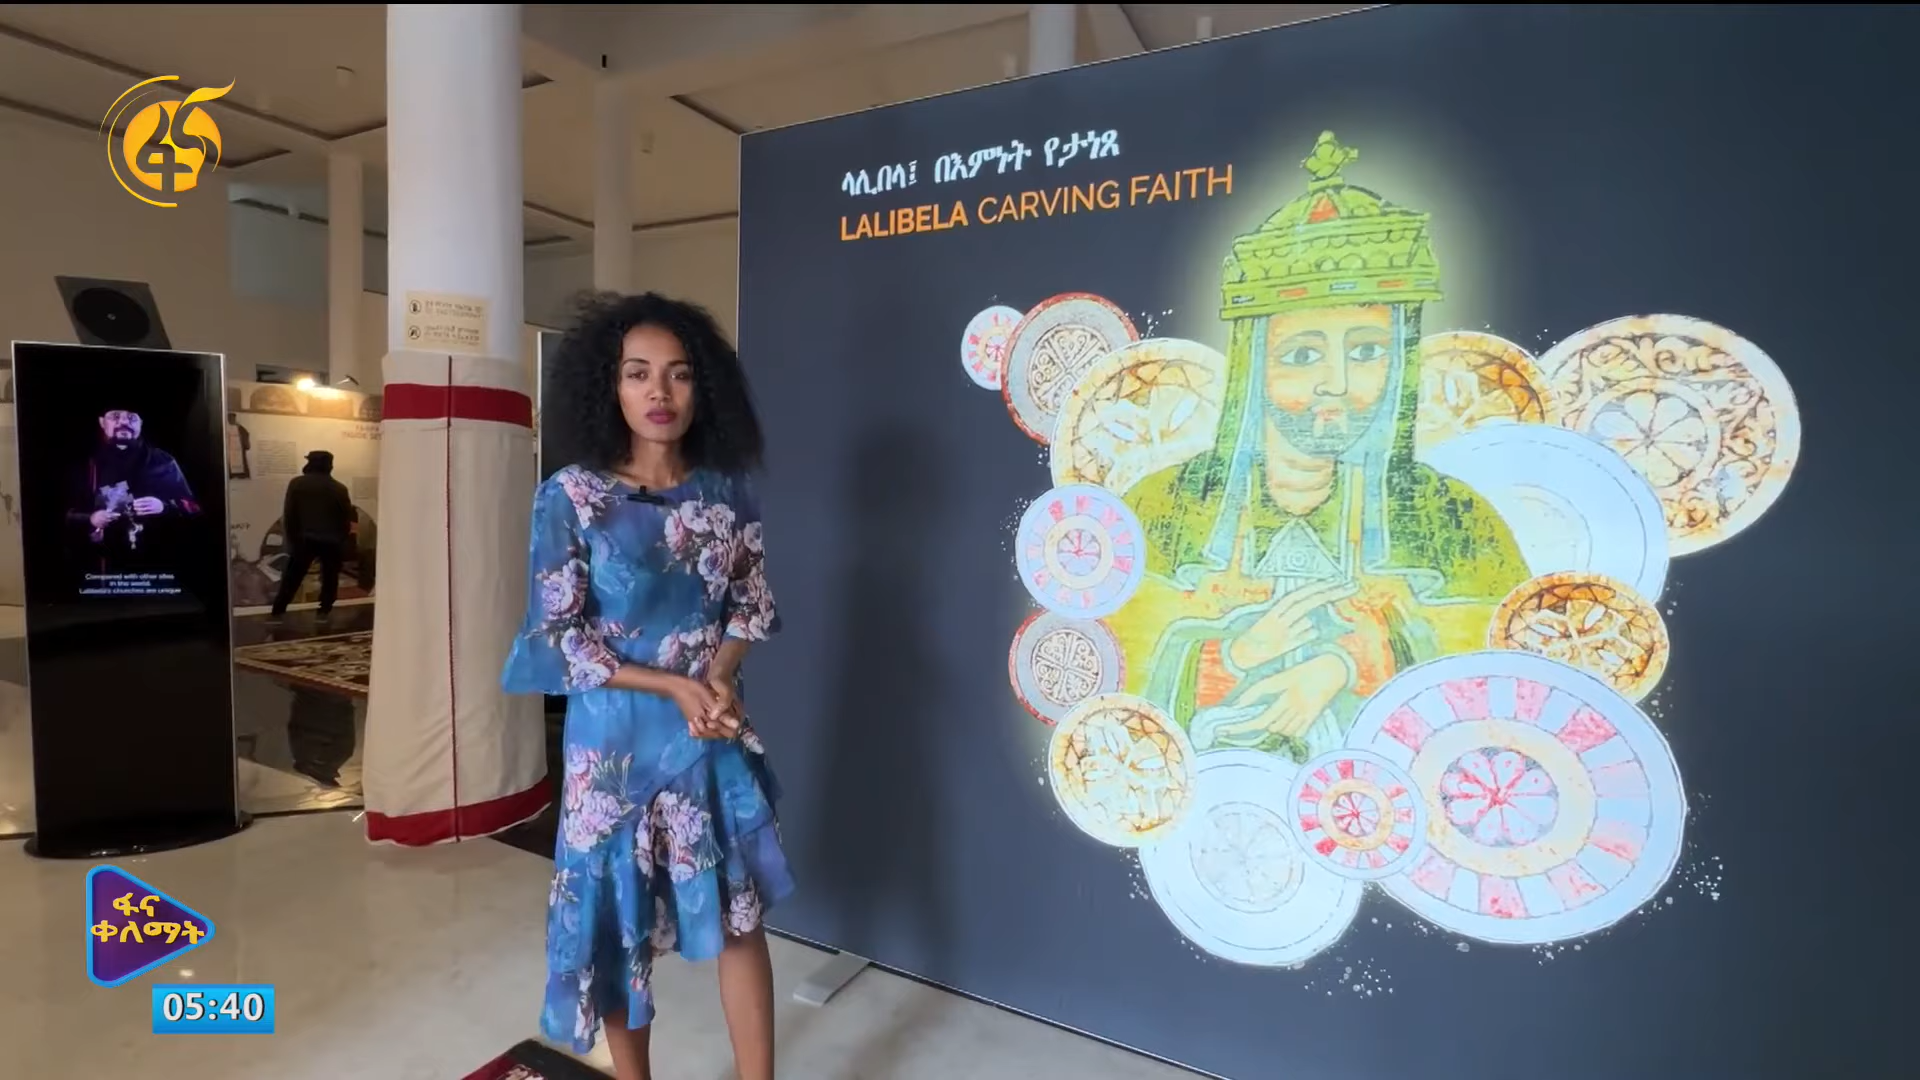 ፋና
ላሊበላ፤ በእምነት የታነጸ
LALIBELA CARVING FAITH
Compared with other sites
in the world.
Lalibela's churches are unique
ፋና
ቀለማት
05:40